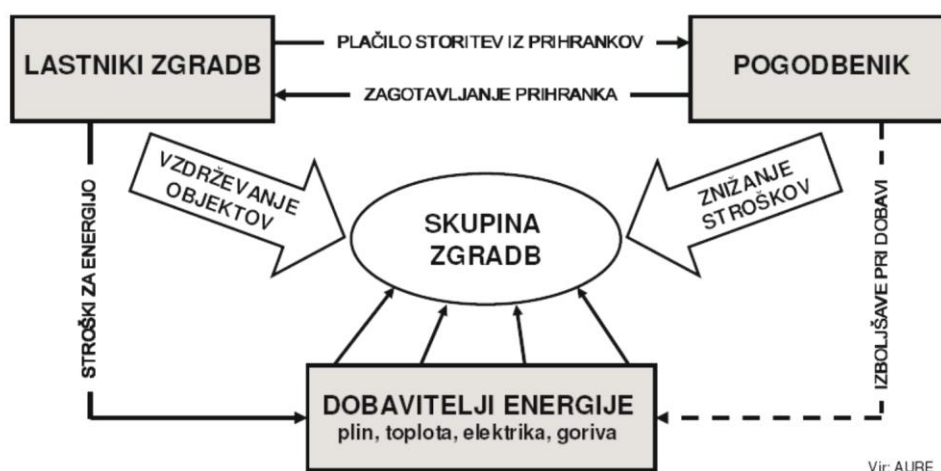 LASTNIKI ZGRADB
PLAČILO STORITEV IZ PRIHRANKOV
POGODBENIK
ZAGOTAVLJANJE PRIHRANKA
VZDRŽEVANJE
OBJEKTOV
ZNIŽANJE
STROŠKOV
SKUPINA
ZGRADB
STROŠKI ZA ENERGIJO
IZBOLJŠAVE PRI DOBAVI
DOBAVITELJI ENERGIJE
plin, toplota, elektrika, goriva
Vir: AURE